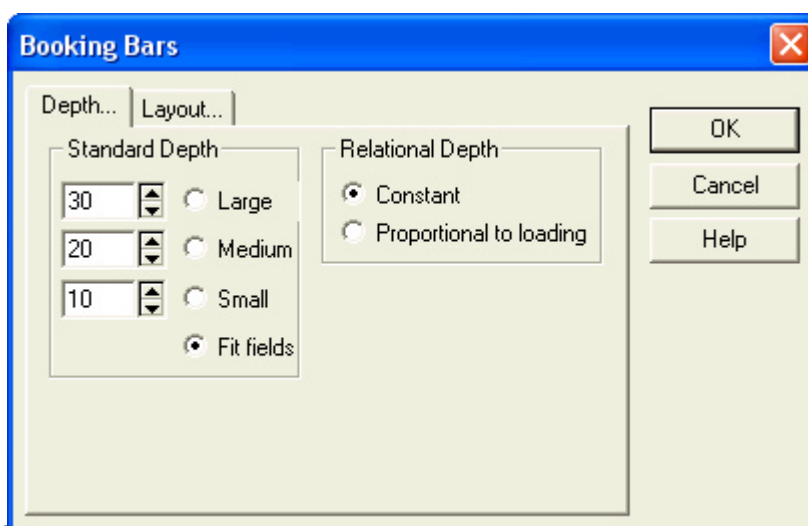 Booking Bars
Depth... Layout...
Standard Depth
30 Large
20 Medium
10 Small
Fit fields
Relational Depth
Constant
Proportional to loading
OK
Cancel
Help